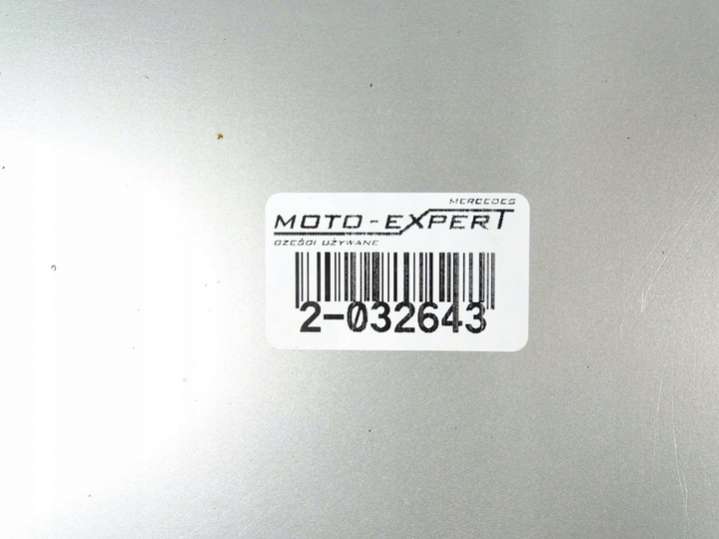 MERCEDES
MOTO-EXPERT
CZĘŚCI UŻYWANE
2-032643